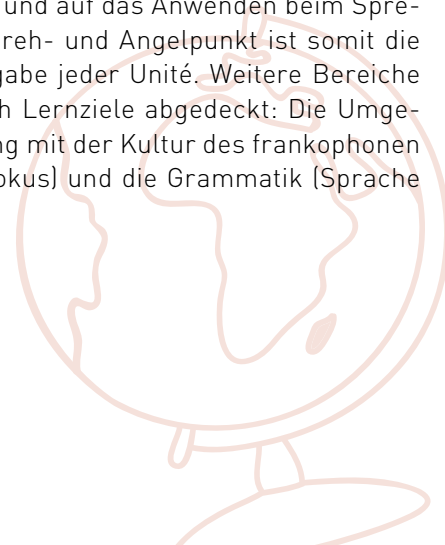 und auf das Anwenden beim Spre-
reh- und Angelpunkt ist somit die
gabe jeder Unité. Weitere Bereiche
h Lernziele abgedeckt: Die Umge-
ng mit der Kultur des frankophonen
okus) und die Grammatik (Sprache